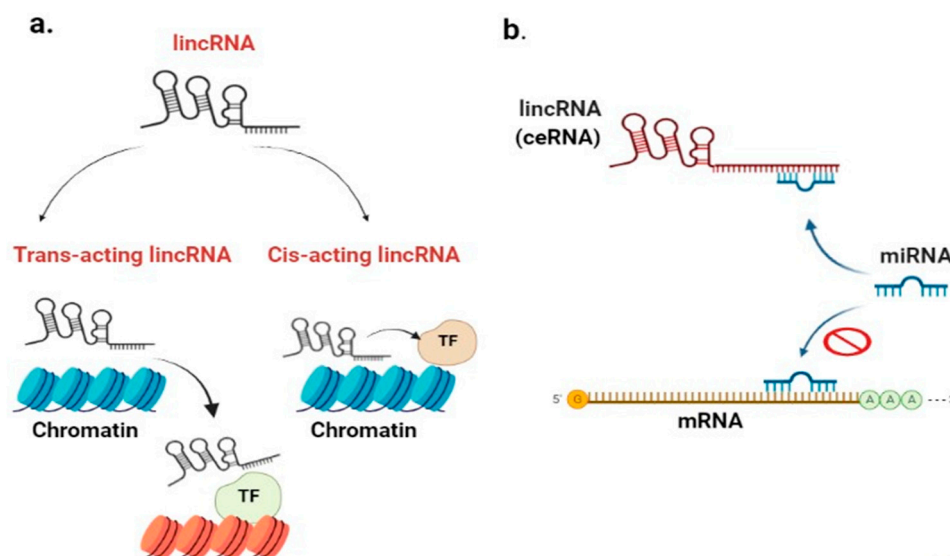 a.
lincRNA
Trans-acting lincRNA
Cis-acting lincRNA
TF
Chromatin
Chromatin
TF
b.
lincRNA
(ceRNA)
miRNA
5' G A A A
mRNA